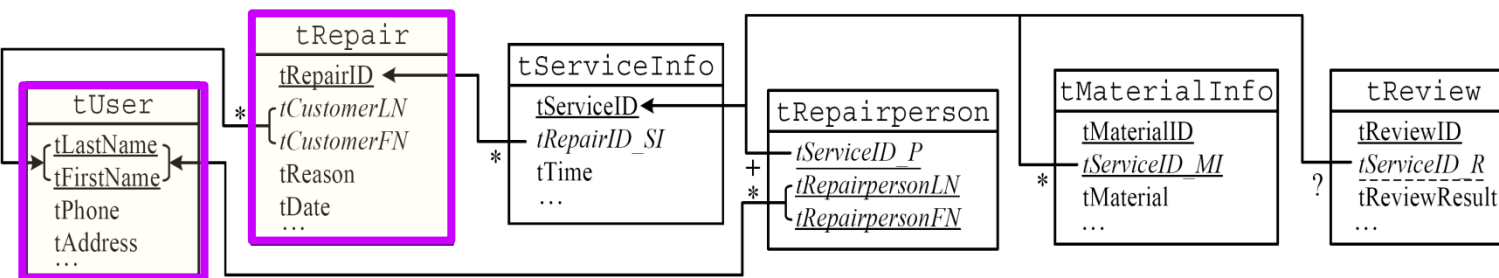 tUser
tLastName
tFirstName
tPhone
tAddress
...
*
tRepair
tRepairID
tCustomerLN
tCustomerFN
tReason
tDate
...
*
tServiceInfo
tServiceID
tRepairID_SI
tTime
...
+
*
tRepairperson
tServiceID_P
tRepairpersonLN
tRepairpersonFN
*
tMaterialInfo
tMaterialID
tServiceID_MI
tMaterial
...
?
tReview
tReviewID
tServiceID_R
tReviewResult
...